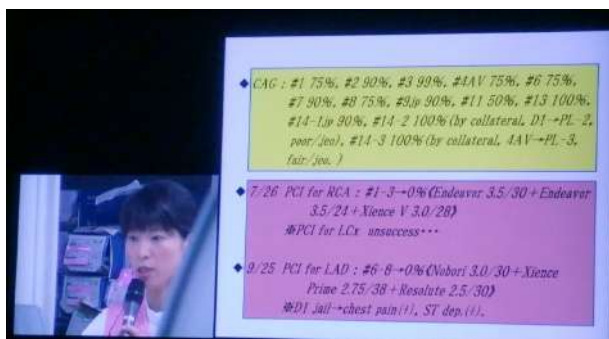 ◆ CAG : #1 75%, #2 90%, #3 99%, #4AV 75%, #6 75%,
#7 90%, #8 75%, #9jp 90%, #11 50%, #13 100%,
#14-1jp 90%, #14-2 100% (by collateral, D1→PL-2,
poor/jeo), #14-3 100% (by collateral, 4AV→PL-3,
fair/jeo. )
◆ 7/26 PCI for RCA : #1-3→0%《Endeavor 3.5/30+Endeavor
3.5/24+Xience V 3.0/28》
※PCI for LCx unsuccess···
◆ 9/25 PCI for LAD : #6-8→0%《Nobori 3.0/30+Xience
Prime 2.75/38+Resolute 2.5/30》
※D1 jail→chest pain(+), ST dep.(+).